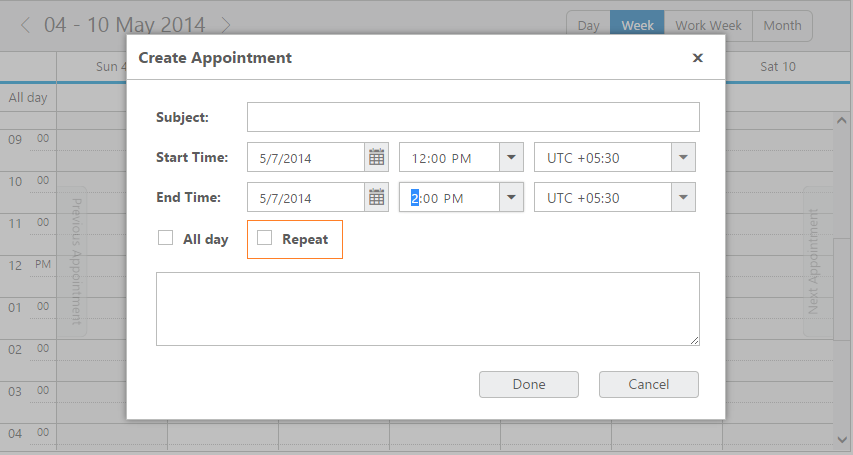 04 - 10 May 2014
Day Week Work Week Month
Sun 4 Sat 10
All day
Create Appointment
Subject:
Start Time: 5/7/2014 12:00 PM UTC +05:30
End Time: 5/7/2014 2:00 PM UTC +05:30
All day Repeat
Done Cancel
09 00
10 00
11 00
12 PM
01 00
02 00
03 00
04 00
Previous Appointment
Next Appointment